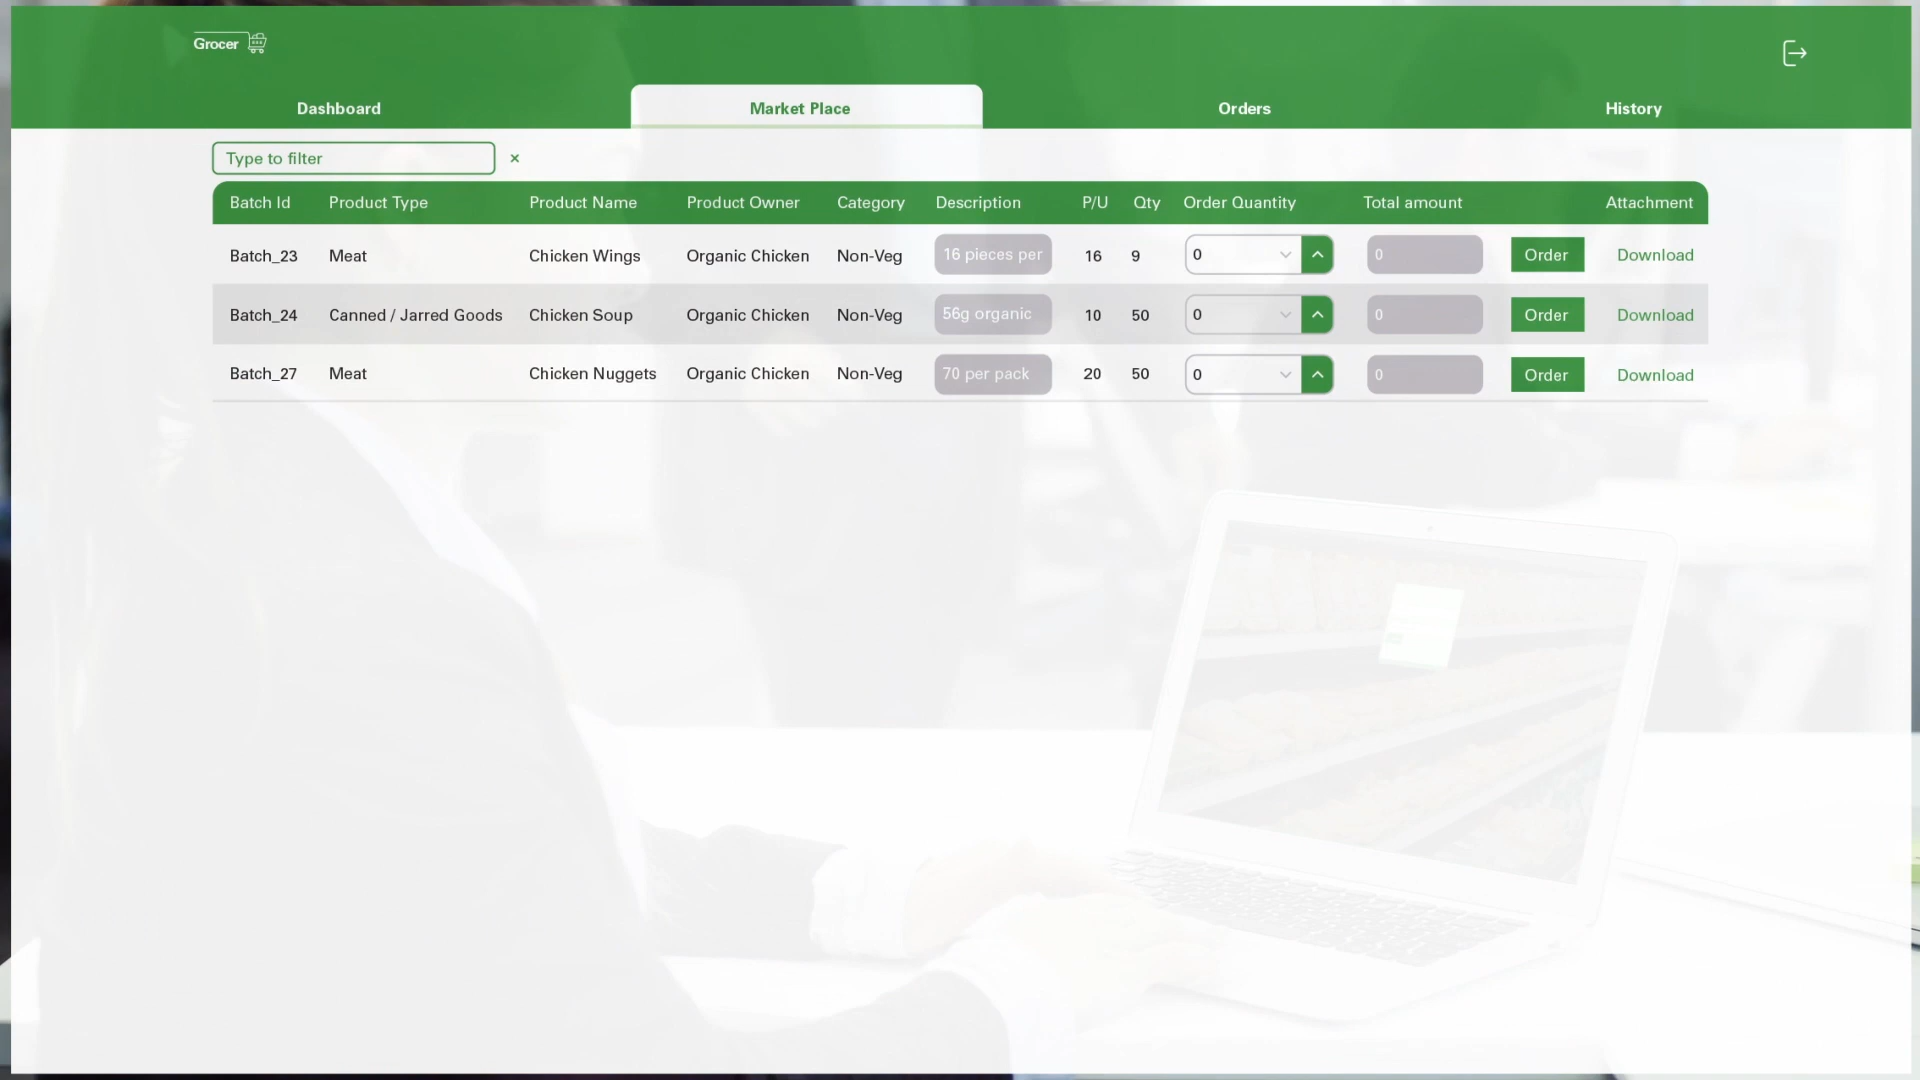 Grocer
Dashboard Market Place Orders History
Type to filter ×
Batch Id Product Type Product Name Product Owner Category Description P/U Qty Order Quantity Total amount Attachment
Batch_23 Meat Chicken Wings Organic Chicken Non-Veg 16 pieces per 16 9 0 0 Order Download
Batch_24 Canned / Jarred Goods Chicken Soup Organic Chicken Non-Veg 56g organic 10 50 0 0 Order Download
Batch_27 Meat Chicken Nuggets Organic Chicken Non-Veg 70 per pack 20 50 0 0 Order Download